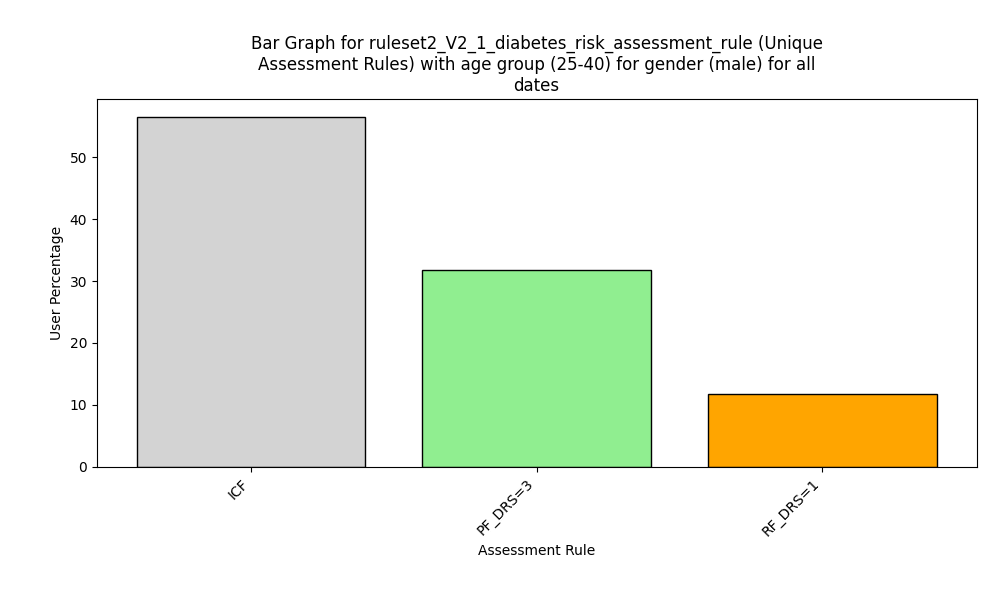 Bar Graph for ruleset2_V2_1_diabetes_risk_assessment_rule (Unique
Assessment Rules) with age group (25-40) for gender (male) for all
dates
50
40
30
20
10
0
User Percentage
ICF
PF_DRS=3
RF_DRS=1
Assessment Rule